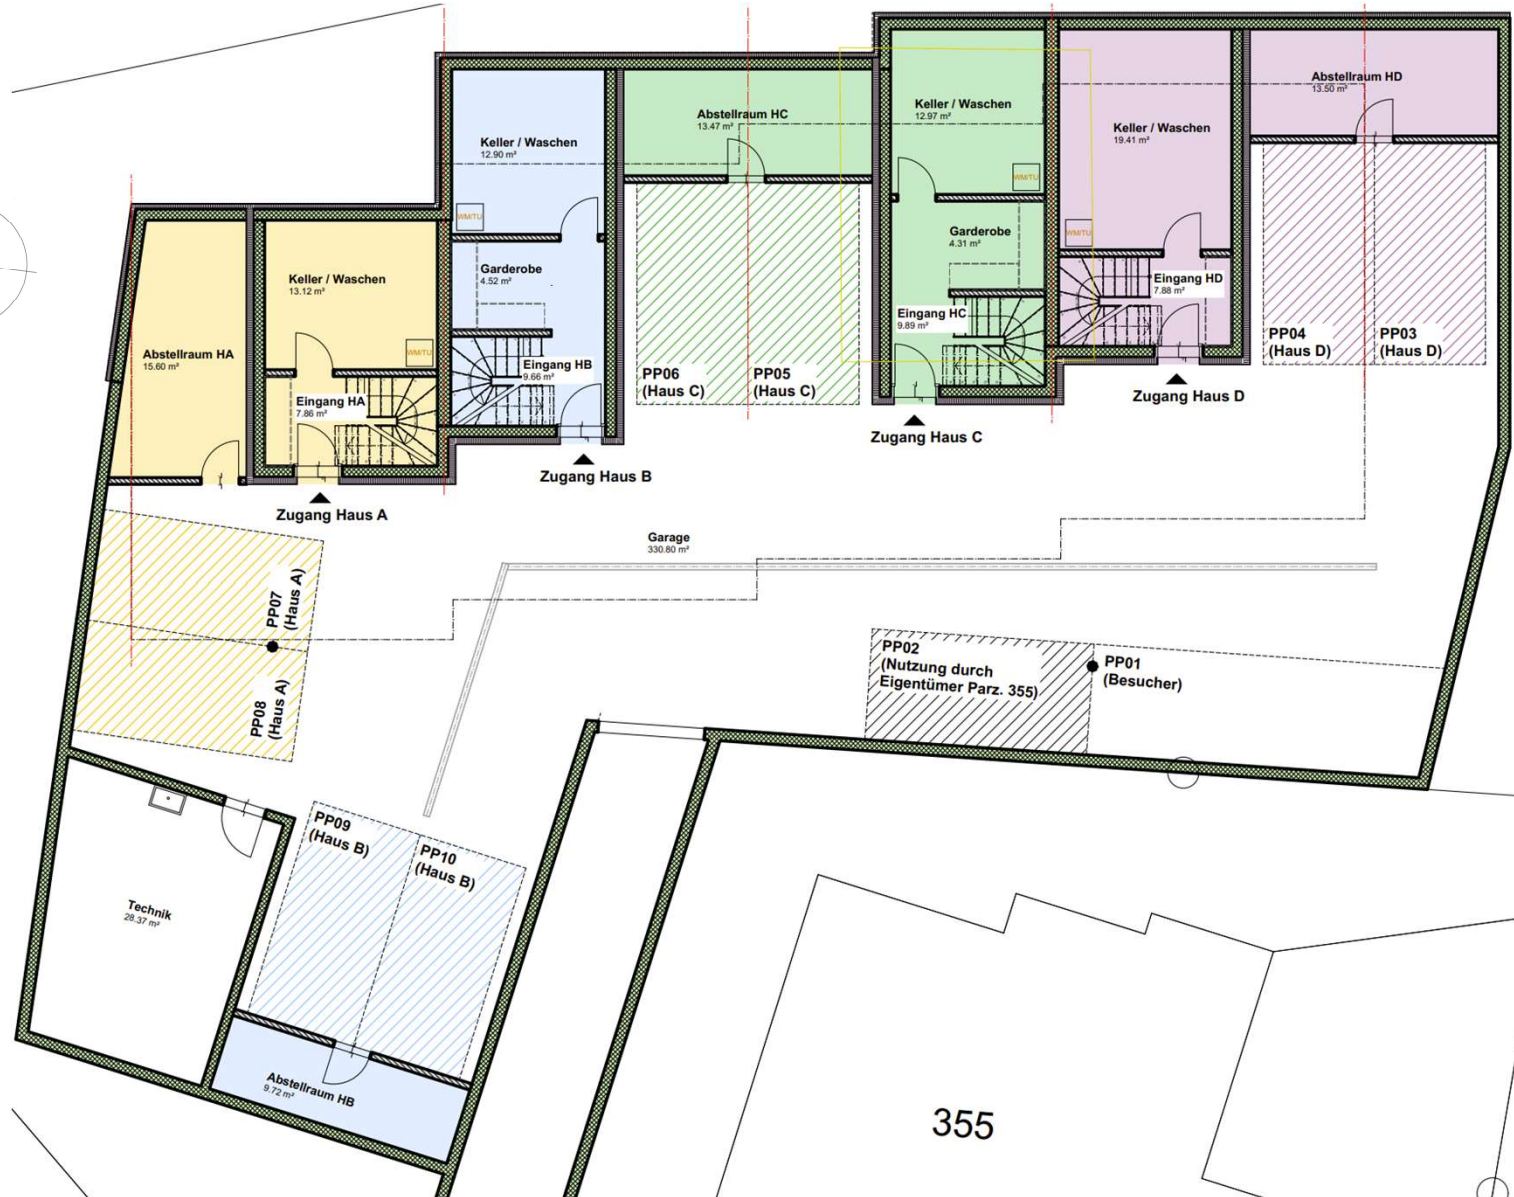 Abstellraum HD
13.50 m²
Keller / Waschen
12.97 m²
Abstellraum HC
13.47 m²
Keller / Waschen
19.41 m²
Keller / Waschen
12.90 m²
WM/TU
WM/TU
WM/TU
Garderobe
4.31 m²
Garderobe
4.52 m²
Keller / Waschen
13.12 m²
Eingang HD
7.88 m²
Eingang HC
9.89 m²
PP04
(Haus D)
PP03
(Haus D)
Abstellraum HA
15.60 m²
WM/TU
Eingang HB
9.66 m²
PP06
(Haus C)
PP05
(Haus C)
Zugang Haus D
Eingang HA
7.86 m²
Zugang Haus C
Zugang Haus B
Zugang Haus A
Garage
330.80 m²
PP07
(Haus A)
PP02
(Nutzung durch
Eigentümer Parz. 355)
PP01
(Besucher)
PP08
(Haus A)
PP09
(Haus B)
PP10
(Haus B)
Technik
28.37 m²
Abstellraum HB
9.72 m²
355